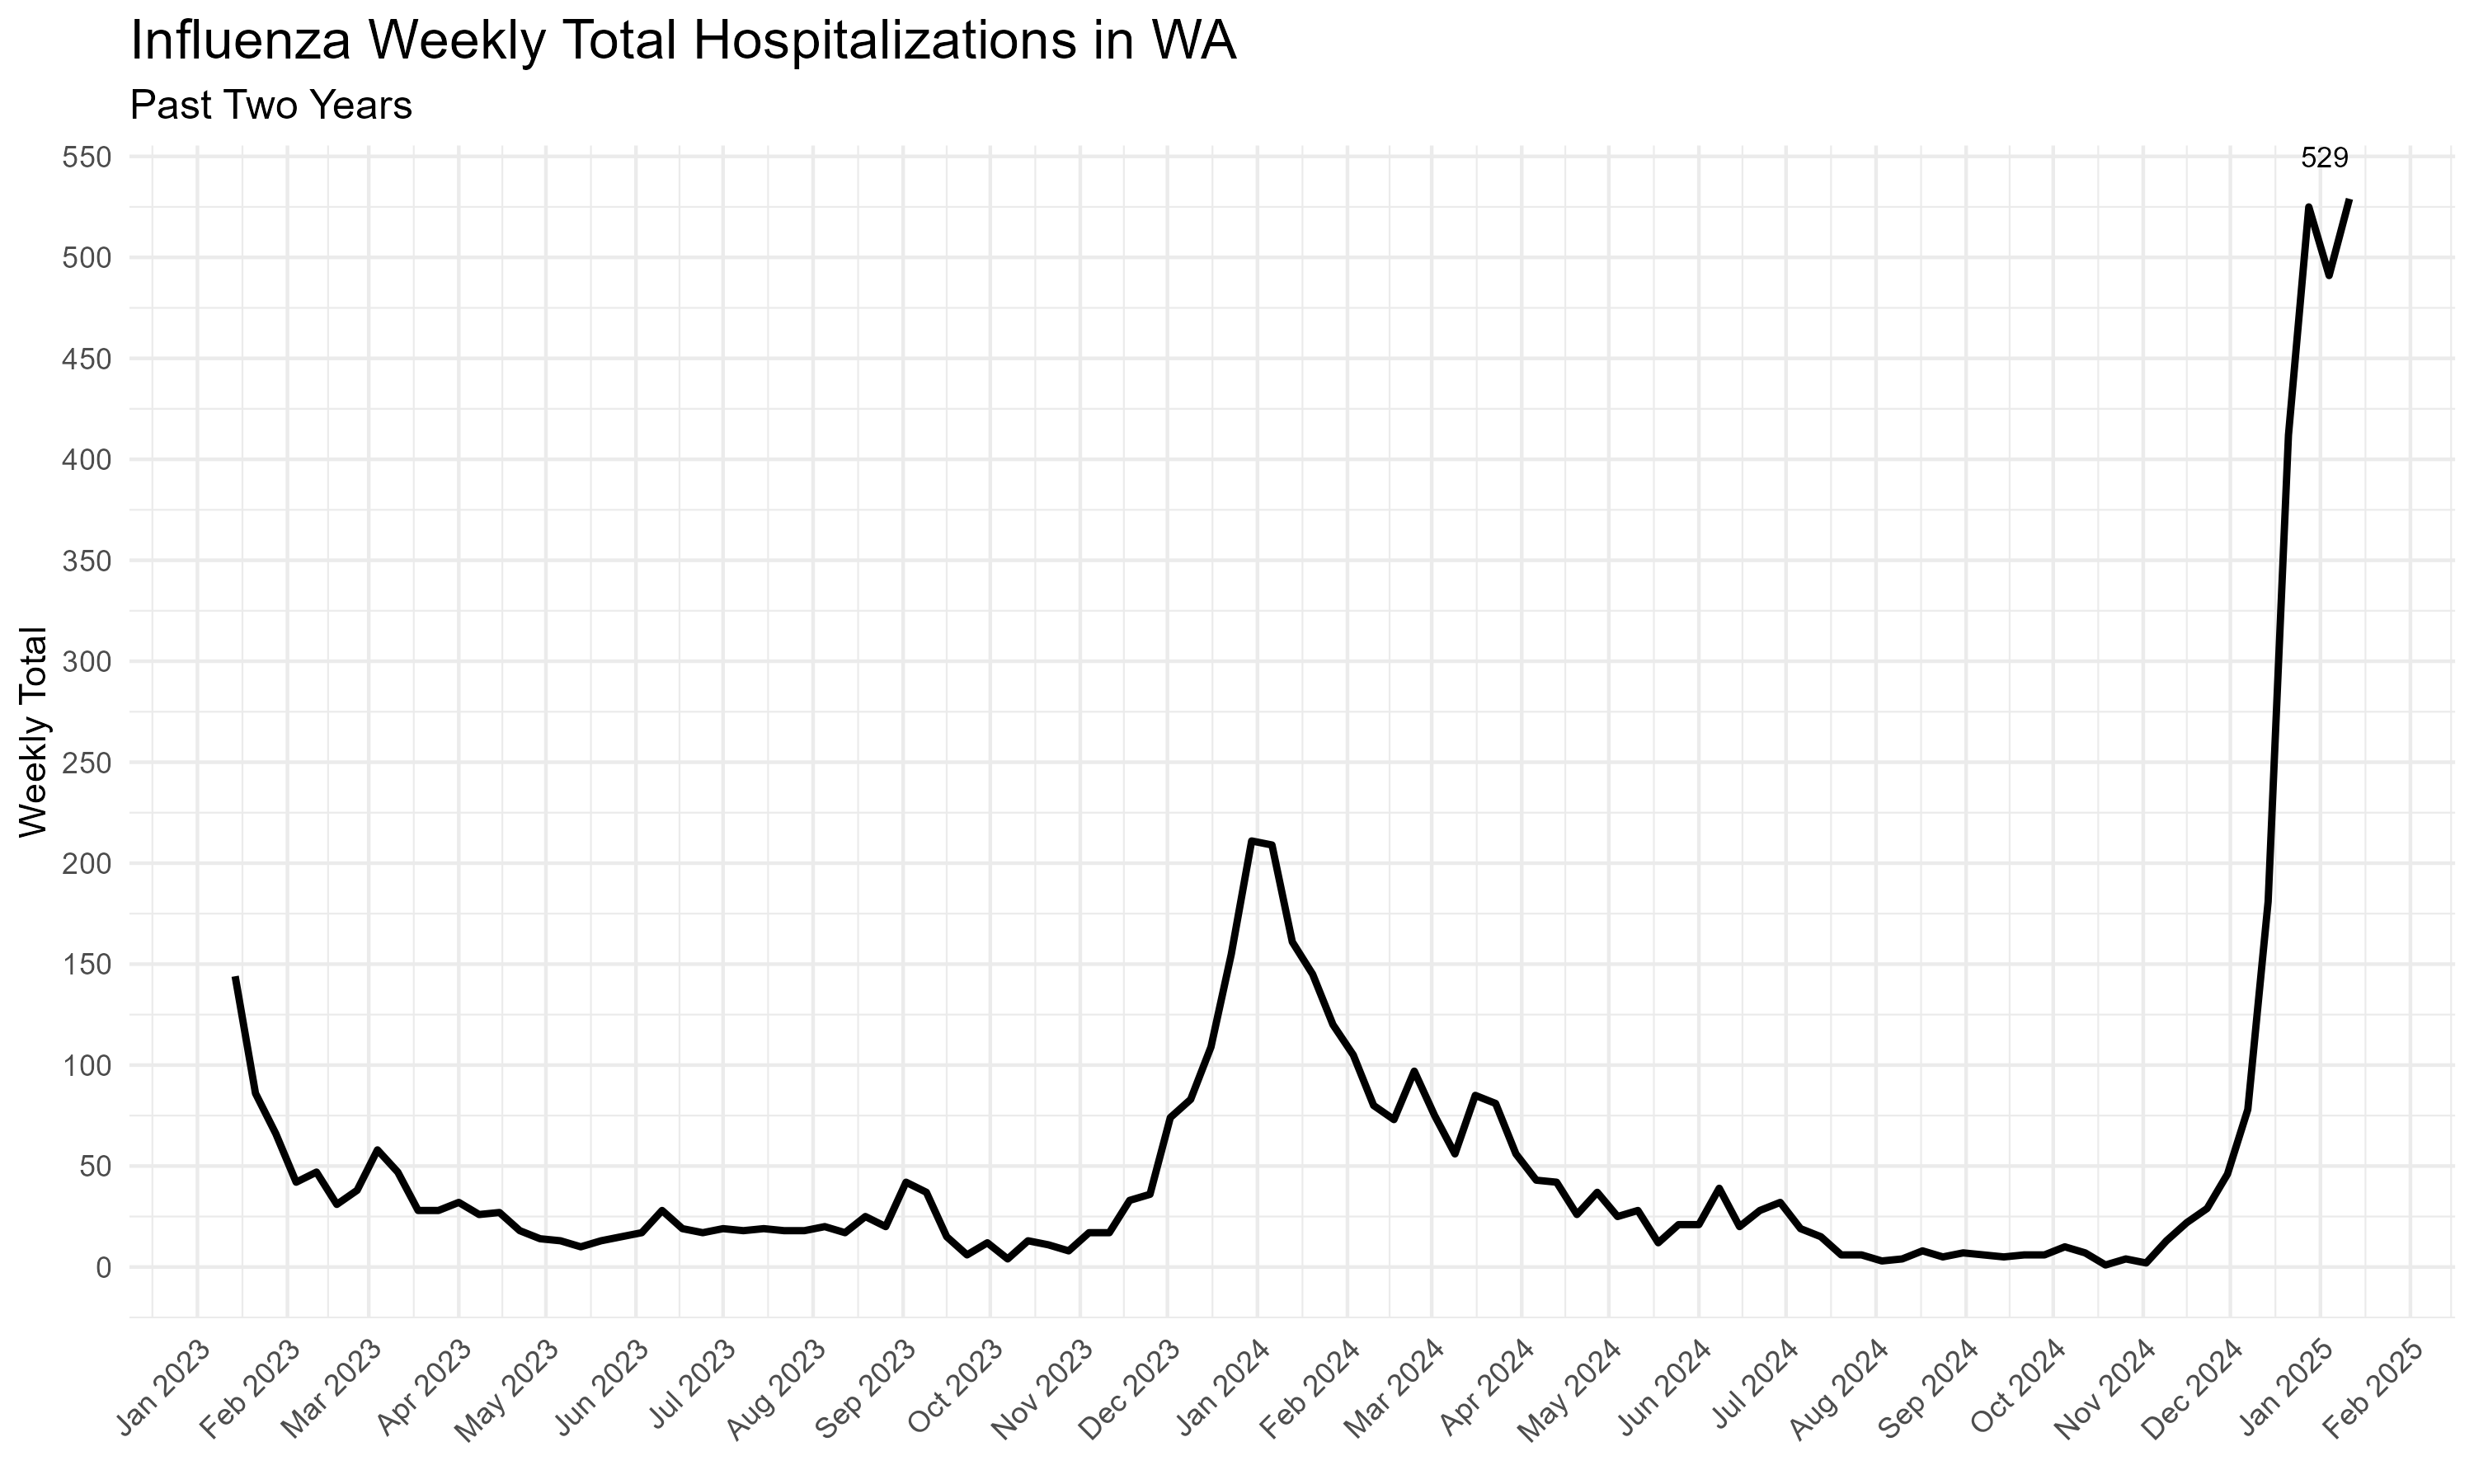 Influenza Weekly Total Hospitalizations in WA
Past Two Years
529
Weekly Total
550
500
450
400
350
300
250
200
150
100
50
0
Jan 2023
Feb 2023
Mar 2023
Apr 2023
May 2023
Jun 2023
Jul 2023
Aug 2023
Sep 2023
Oct 2023
Nov 2023
Dec 2023
Jan 2024
Feb 2024
Mar 2024
Apr 2024
May 2024
Jun 2024
Jul 2024
Aug 2024
Sep 2024
Oct 2024
Nov 2024
Dec 2024
Jan 2025
Feb 2025